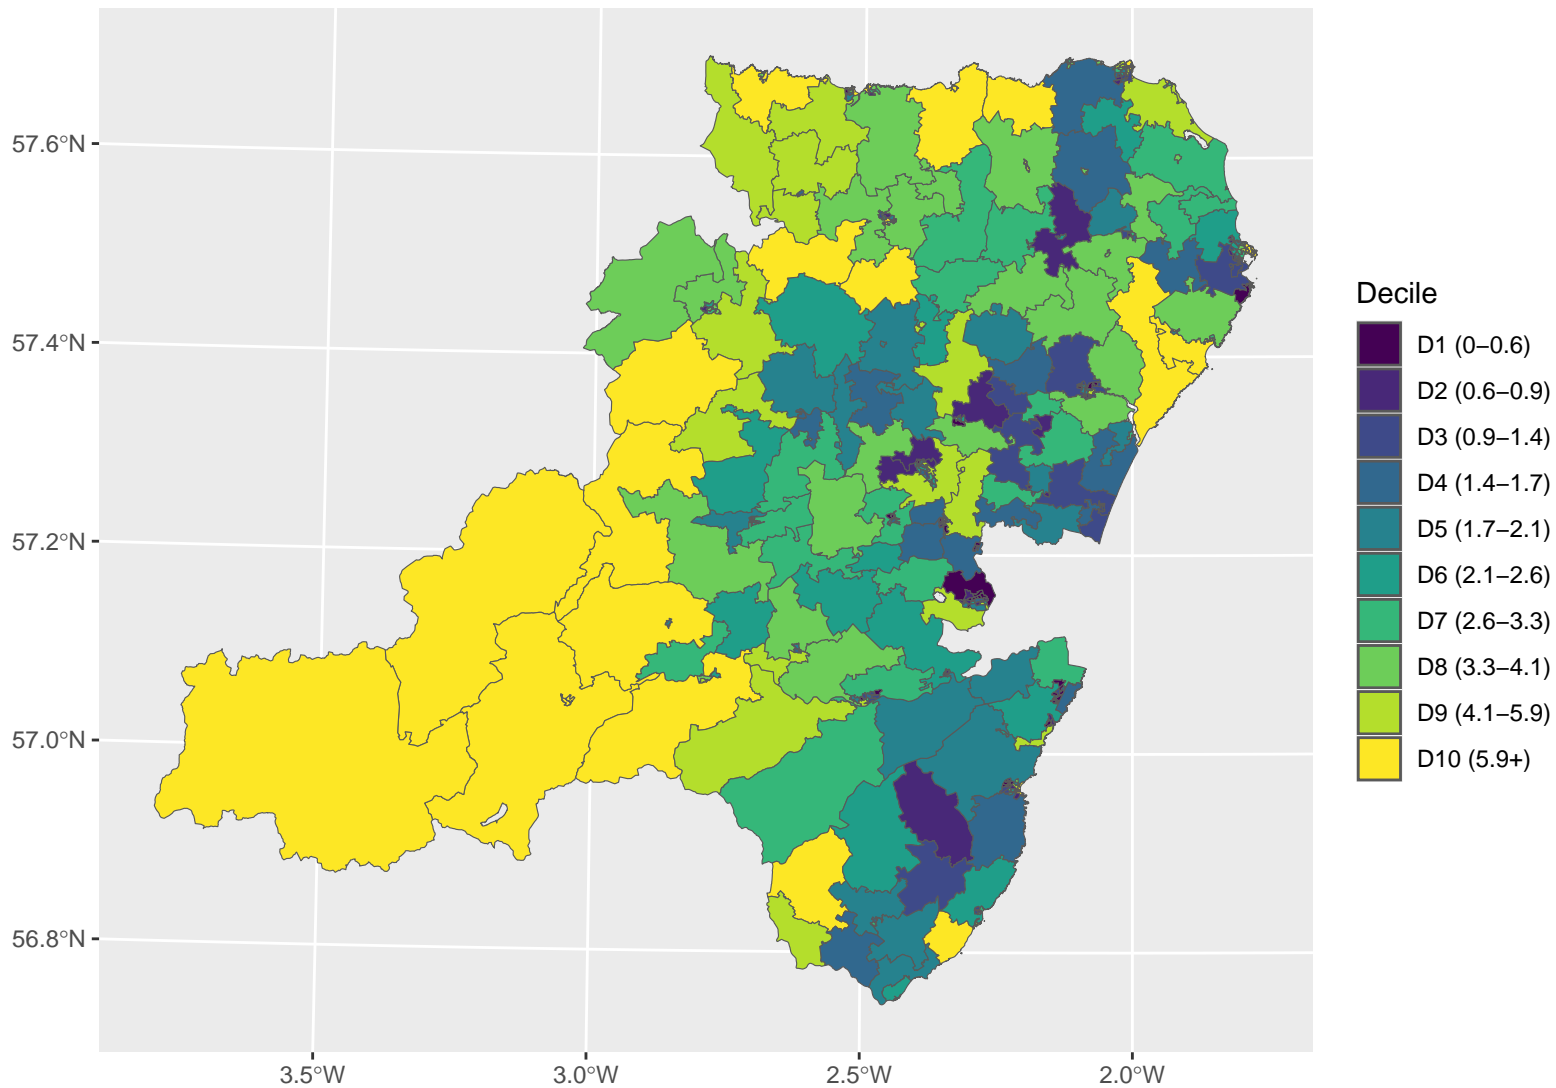 57.6°N
57.4°N
57.2°N
57.0°N
56.8°N
3.5°W
3.0°W
2.5°W
2.0°W
Decile
D1 (0−0.6)
D2 (0.6−0.9)
D3 (0.9−1.4)
D4 (1.4−1.7)
D5 (1.7−2.1)
D6 (2.1−2.6)
D7 (2.6−3.3)
D8 (3.3−4.1)
D9 (4.1−5.9)
D10 (5.9+)